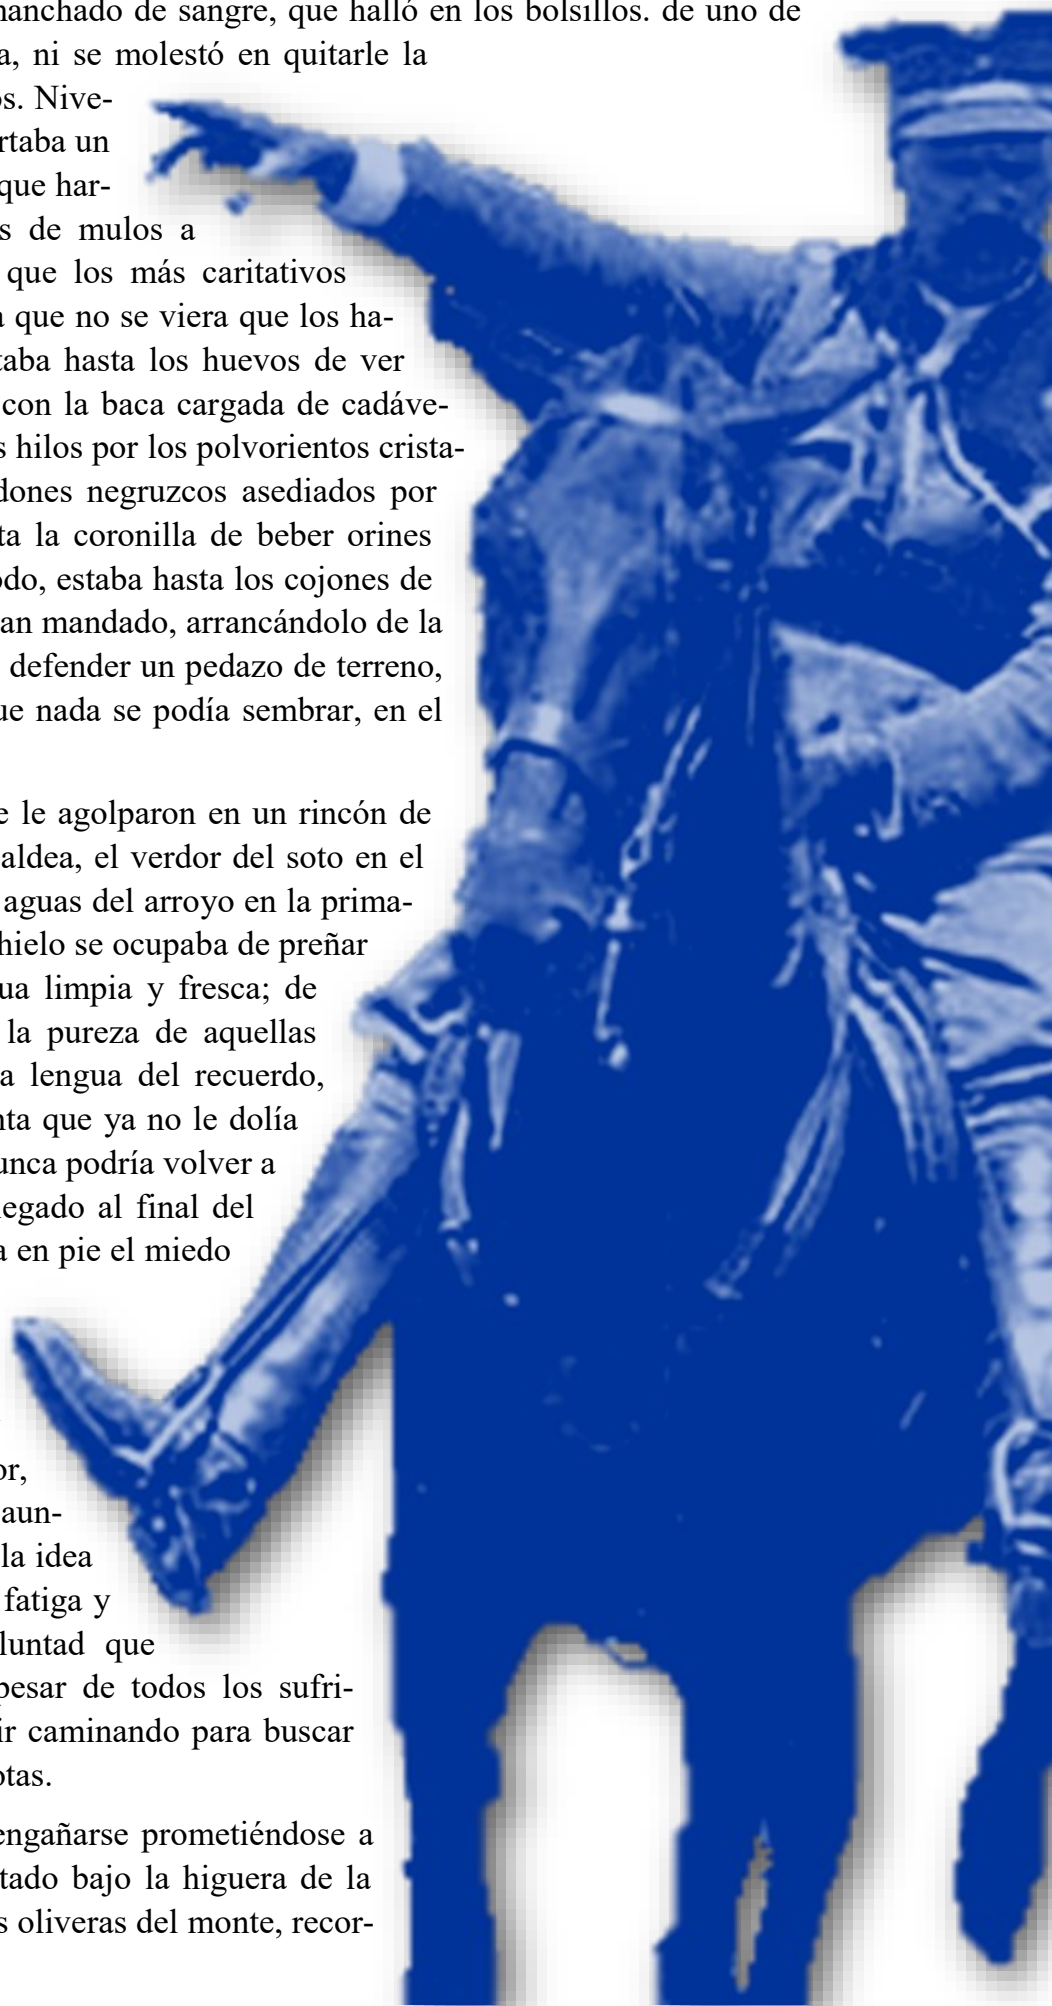 manchado de sangre, que halló en los bolsillos. de uno de
a, ni se molestó en quitarle la
os. Nive-
rtaba un
que har-
s de mulos a
que los más caritativos
a que no se viera que los ha-
taba hasta los huevos de ver
con la baca cargada de cadáve-
s hilos por los polvorientos crista-
dones negruzcos asediados por
ta la coronilla de beber orines
odo, estaba hasta los cojones de
an mandado, arrancándolo de la
defender un pedazo de terreno,
ue nada se podía sembrar, en el
e le agolparon en un rincón de
aldea, el verdor del soto en el
aguas del arroyo en la prima-
hielo se ocupaba de preñar
ua limpia y fresca; de
la pureza de aquellas
a lengua del recuerdo,
nta que ya no le dolía
unca podría volver a
legado al final del
a en pie el miedo
or,
aun-
la idea
fatiga y
luntad que
pesar de todos los sufri-
ir caminando para buscar
otas.
engañarse prometiéndose a
tado bajo la higuera de la
s oliveras del monte, recor-